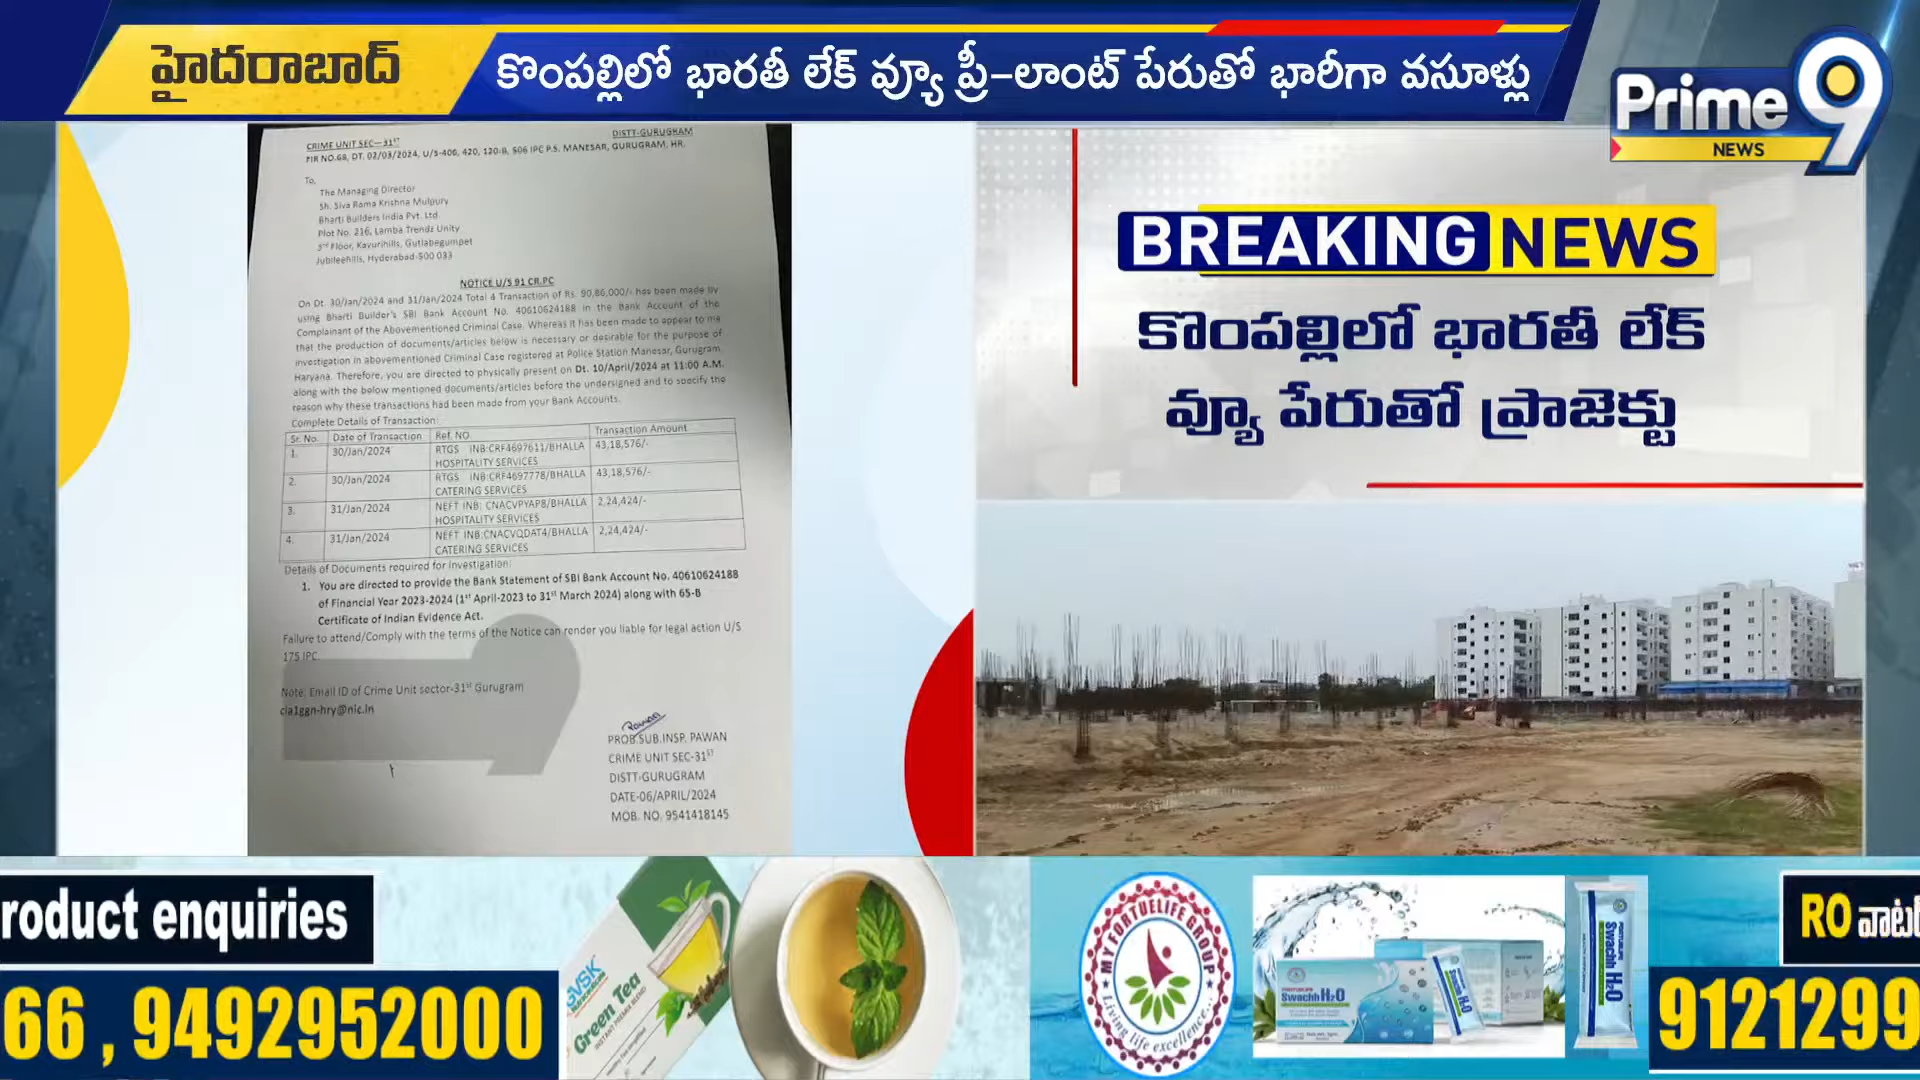 హైదరాబాద్
కొంపల్లిలో భారతీ లేక్ వ్యూ ప్రీ-లాంట్ పేరుతో భారీగా వసూళ్లు
Prime9
NEWS
CRIME UNIT SEC-31ST
DISTT-GURUGRAM
FIR NO.68, DT. 02/03/2024, U/S-406, 420, 120-B, 506 IPC P.S. MANESAR, GURUGRAM, HR.
To,
The Managing Director
Sh. Siva Rama Krishna Mulpury
Bharti Builders India Pvt. Ltd.
Plot No. 216, Lamba Trendz Unity
3rd Floor, Kavurihills, Gutlabegumpet
Jubileehills, Hyderabad-500 033
NOTICE U/S 91 CR.PC
On Dt. 30/Jan/2024 and 31/Jan/2024 Total 4 Transaction of Rs. 90,86,000/- has been made by
using Bharti Builder's SBI Bank Account No. 40610624188 in the Bank Account of the
Complainant of the Abovementioned Criminal Case. Whereas it has been made to appear to me
that the production of documents/articles below is necessary or desirable for the purpose of
investigation in abovementioned Criminal Case registered at Police Station Manesar, Gurugram,
Haryana. Therefore, you are directed to physically present on Dt. 10/April/2024 at 11:00 A.M.
along with the below mentioned documents/articles before the undersigned and to specify the
reason why these transactions had been made from your Bank Accounts.
Complete Details of Transaction:
Sr. No. Date of Transaction Ref. NO Transaction Amount
1. 30/Jan/2024 RTGS INB:CRF4697611/BHALLA 43,18,576/-
HOSPITALITY SERVICES
2. 30/Jan/2024 RTGS INB:CRF4697778/BHALLA 43,18,576/-
CATERING SERVICES
3. 31/Jan/2024 NEFT INB: CNACVPYAP8/BHALLA 2,24,424/-
HOSPITALITY SERVICES
4. 31/Jan/2024 NEFT INB:CNACVQDAT4/BHALLA 2,24,424/-
CATERING SERVICES
Details of Documents required for Investigation:
1. You are directed to provide the Bank Statement of SBI Bank Account No. 40610624188
of Financial Year 2023-2024 (1st April-2023 to 31st March 2024) along with 65-B
Certificate of Indian Evidence Act.
Failure to attend/Comply with the terms of the Notice can render you liable for legal action U/S
175 IPC.
Note: Email ID of Crime Unit sector-31st Gurugram
cia1ggn-hry@nic.in
PROB.SUB.INSP. PAWAN
CRIME UNIT SEC-31ST
DISTT-GURUGRAM
DATE-06/APRIL/2024
MOB. NO. 9541418145
BREAKING NEWS
కొంపల్లిలో భారతీ లేక్
వ్యూ పేరుతో ప్రాజెక్టు
roduct enquiries
66 , 9492952000
SVSK
Green Tea
INSTANT PREMIX BLEND
MY FORTUELIFE GROUP
Living life excellence..
Swachh H2O
Swachh H2O
RO వాటర్
9121299